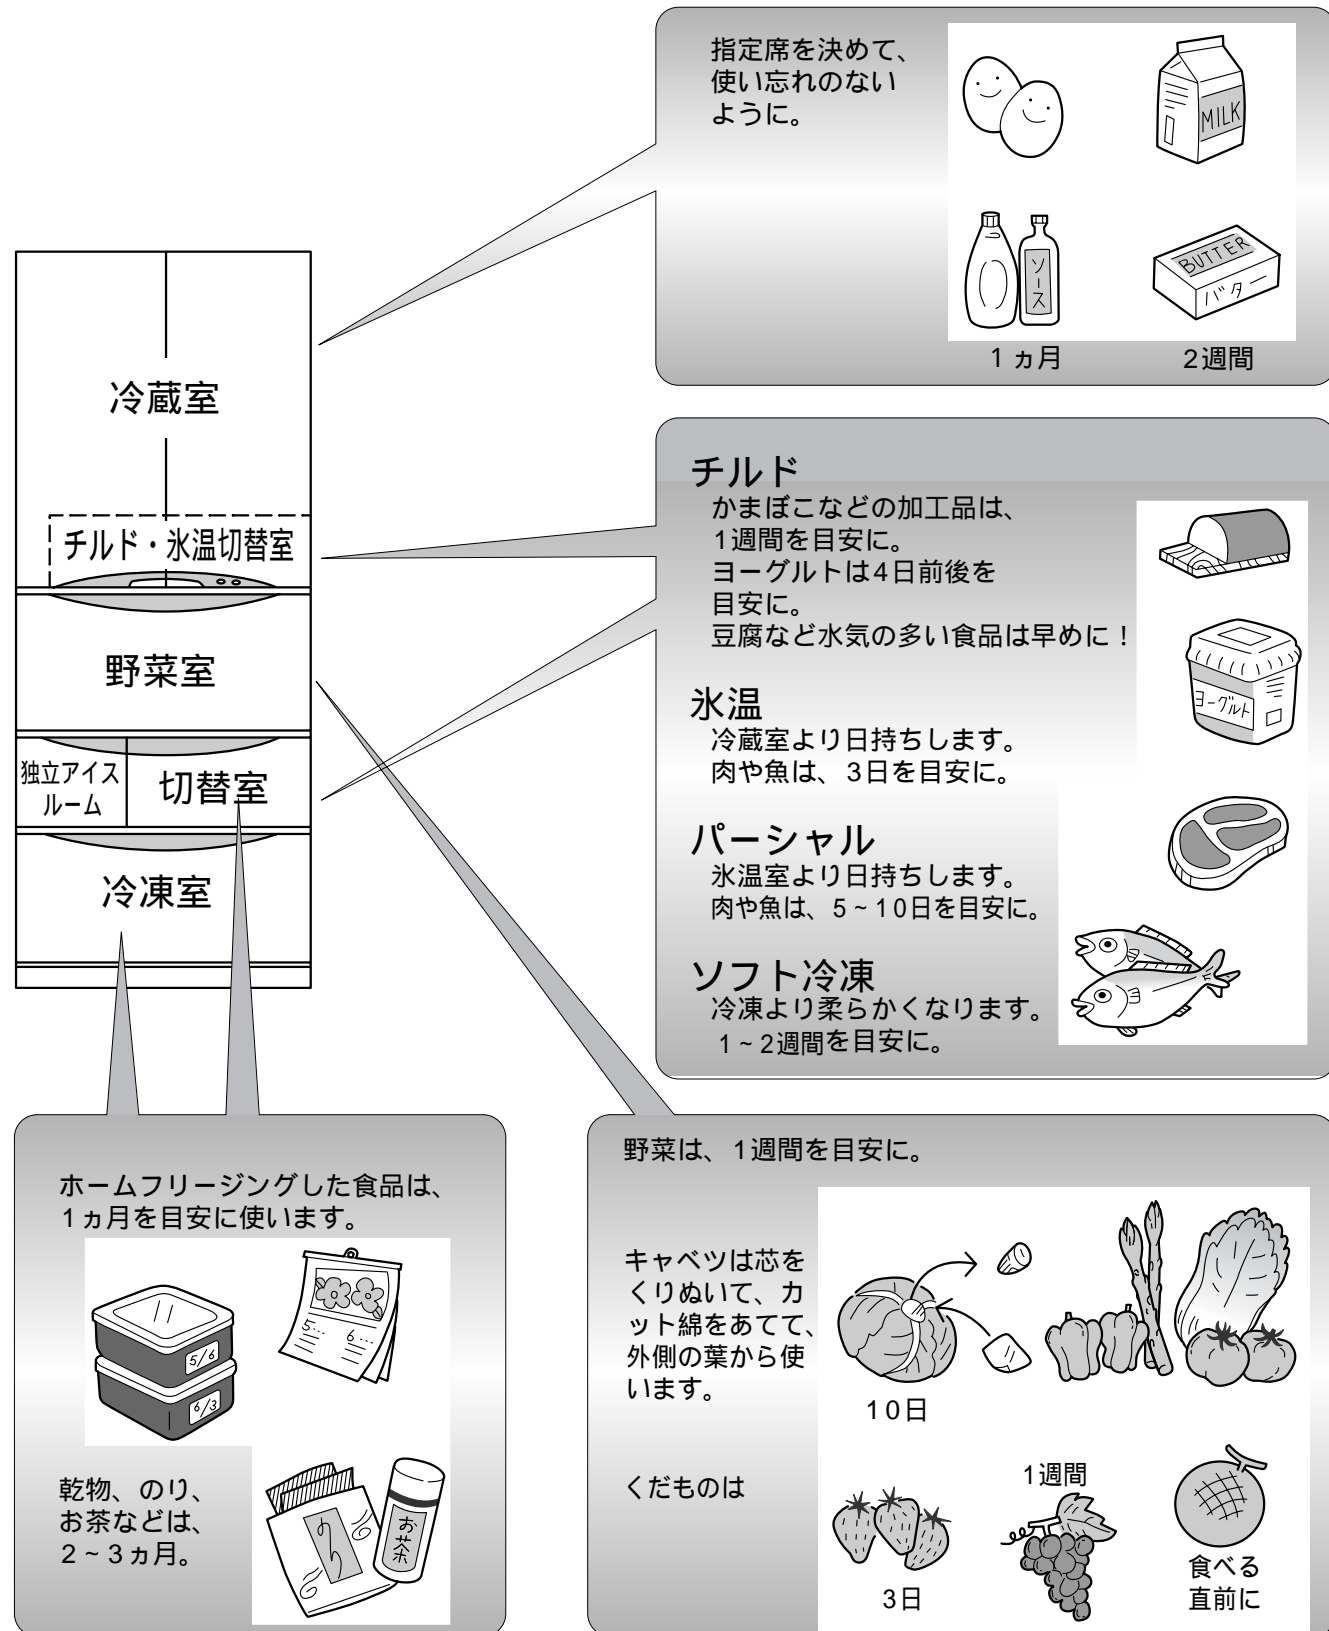 指定席を決めて、
使い忘れのない
ように。
MILK
ソース
BUTTER
バター
1ヵ月
2週間
冷蔵室
チルド・氷温切替室
野菜室
独立アイス
ルーム
切替室
冷凍室
チルド
かまぼこなどの加工品は、
1週間を目安に。
ヨーグルトは4日前後を
目安に。
豆腐など水気の多い食品は早めに！
ヨーグルト
氷温
冷蔵室より日持ちします。
肉や魚は、3日を目安に。
パーシャル
氷温室より日持ちします。
肉や魚は、5~10日を目安に。
ソフト冷凍
冷凍より柔らかくなります。
1~2週間を目安に。
ホームフリージングした食品は、
1ヵ月を目安に使います。
5...
6...
5/6
6/3
乾物、のり、
お茶などは、
2~3ヵ月。
のり
お茶
野菜は、1週間を目安に。
キャベツは芯を
くりぬいて、カ
ット綿をあてて、
外側の葉から使
います。
10日
くだものは
3日
1週間
食べる
直前に